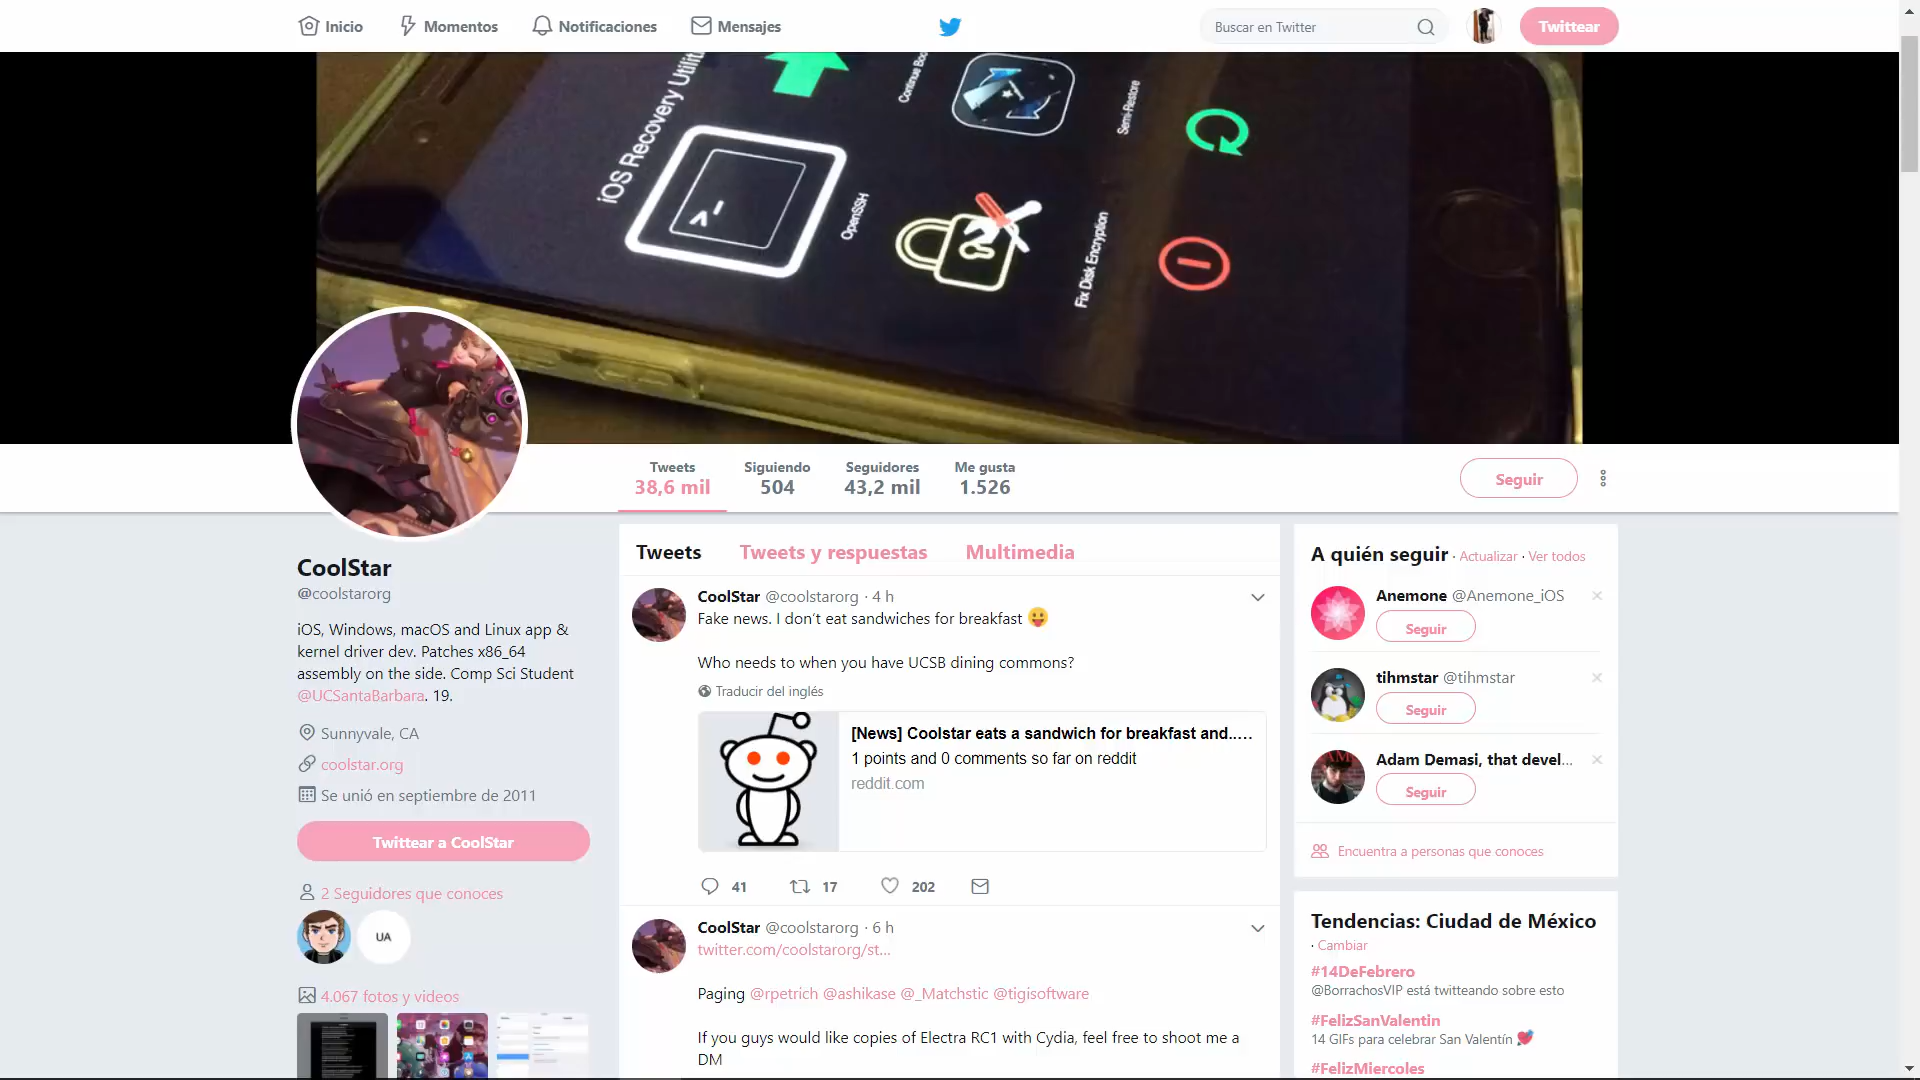 Inicio
Momentos
Notificaciones
Mensajes
Buscar en Twitter
Twittear
iOS Recovery Utilit
Continue Boo
Semi-Restore
OpenSSH
Fix Disk Encryption
Tweets
38,6 mil
Siguiendo
504
Seguidores
43,2 mil
Me gusta
1.526
Seguir
CoolStar
@coolstarorg
iOS, Windows, macOS and Linux app &
kernel driver dev. Patches x86_64
assembly on the side. Comp Sci Student
@UCSantaBarbara. 19.
Sunnyvale, CA
coolstar.org
Se unió en septiembre de 2011
Twittear a CoolStar
2 Seguidores que conoces
UA
4.067 fotos y videos
Tweets
Tweets y respuestas
Multimedia
CoolStar @coolstarorg · 4 h
Fake news. I don't eat sandwiches for breakfast 😛
Who needs to when you have UCSB dining commons?
Traducir del inglés
[News] Coolstar eats a sandwich for breakfast and.....
1 points and 0 comments so far on reddit
reddit.com
41
17
202
CoolStar @coolstarorg · 6 h
twitter.com/coolstarorg/st...
Paging @rpetrich @ashikase @_Matchstic @tigisoftware
If you guys would like copies of Electra RC1 with Cydia, feel free to shoot me a
DM
A quién seguir · Actualizar · Ver todos
Anemone @Anemone_iOS
Seguir
tihmstar @tihmstar
Seguir
Adam Demasi, that devel...
Seguir
Encuentra a personas que conoces
Tendencias: Ciudad de México
· Cambiar
#14DeFebrero
@BorrachosVIP está twitteando sobre esto
#FelizSanValentin
14 GIFs para celebrar San Valentín 💘
#FelizMiercoles